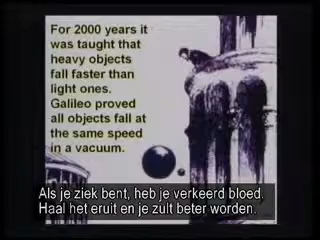 For 2000 years it
was taught that
heavy objects
fall faster than
light ones.
Galileo proved
all objects fall at
the same speed
in a vacuum.
Als je ziek bent, heb je verkeerd bloed.
Haal het eruit en je zult beter worden.